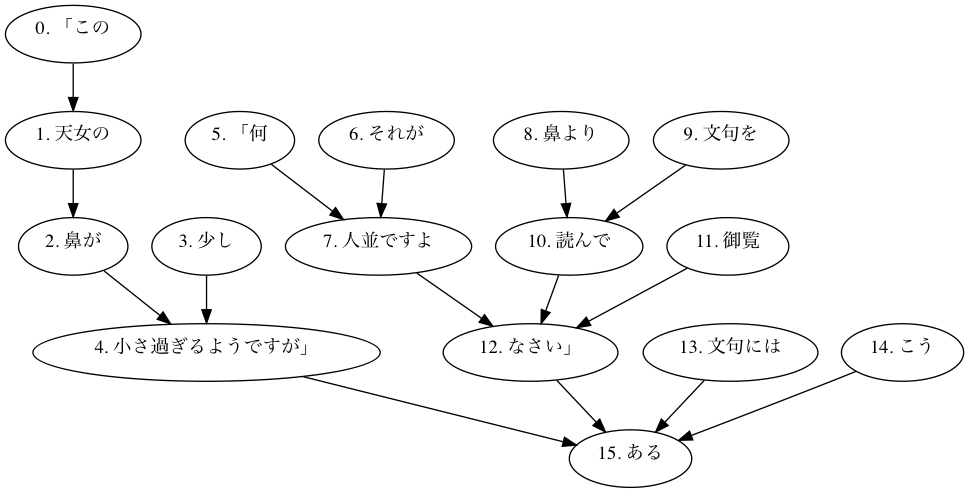 0. 「この
1. 天女の
5. 「何
6. それが
8. 鼻より
9. 文句を
2. 鼻が
3. 少し
7. 人並ですよ
10. 読んで
11. 御覧
4. 小さ過ぎるようですが」
12. なさい」
13. 文句には
14. こう
15. ある